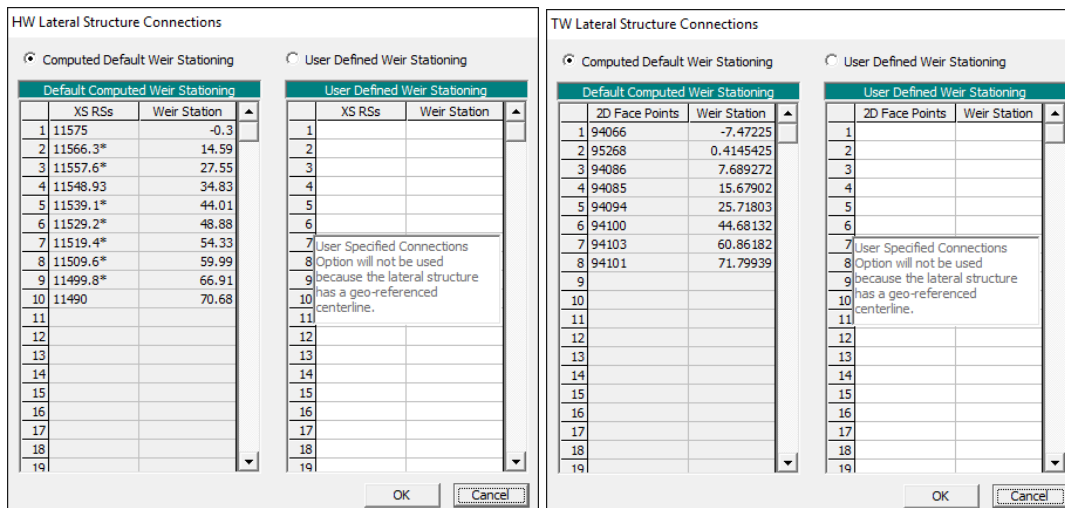 HW Lateral Structure Connections
Computed Default Weir Stationing User Defined Weir Stationing
Default Computed Weir Stationing User Defined Weir Stationing
XS RSs Weir Station XS RSs Weir Station
1 11575 -0.3 1
2 11566.3* 14.59 2
3 11557.6* 27.55 3
4 11548.93 34.83 4
5 11539.1* 44.01 5
6 11529.2* 48.88 6
7 11519.4* 54.33 7 User Specified Connections
8 11509.6* 59.99 8 Option will not be used
9 11499.8* 66.91 9 because the lateral structure
10 11490 70.68 10 has a geo-referenced
11 11 centerline.
12 12
13 13
14 14
15 15
16 16
17 17
18 18
19 19
OK Cancel
TW Lateral Structure Connections
Computed Default Weir Stationing User Defined Weir Stationing
Default Computed Weir Stationing User Defined Weir Stationing
2D Face Points Weir Station 2D Face Points Weir Station
1 94066 -7.47225 1
2 95268 0.4145425 2
3 94086 7.689272 3
4 94085 15.67902 4
5 94094 25.71803 5
6 94100 44.68132 6
7 94103 60.86182 7 User Specified Connections
8 94101 71.79939 8 Option will not be used
9 9 because the lateral structure
10 10 has a geo-referenced
11 11 centerline.
12 12
13 13
14 14
15 15
16 16
17 17
18 18
19 19
OK Cancel